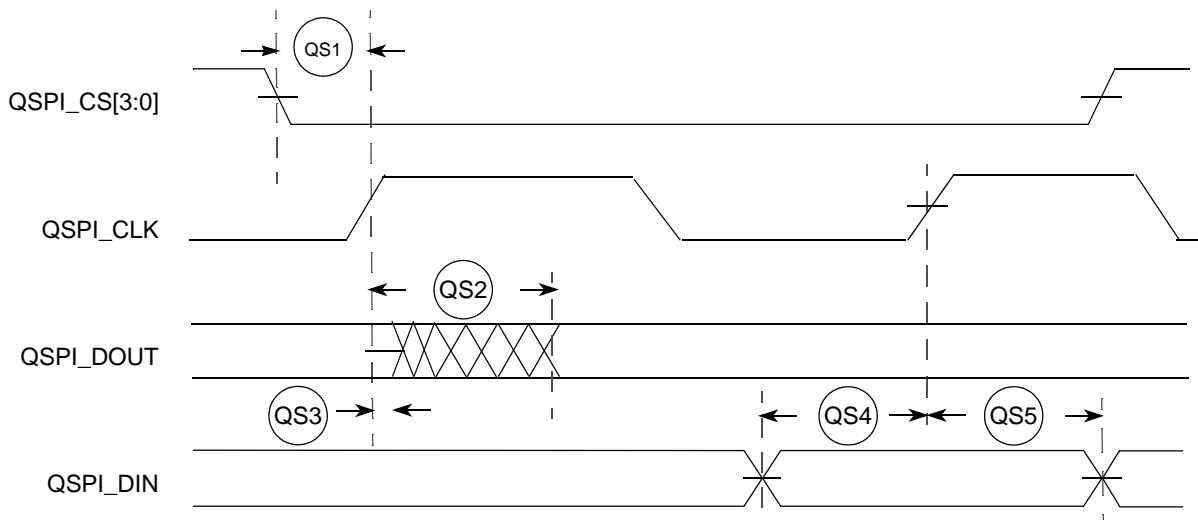 QS1
QSPI_CS[3:0]
QSPI_CLK
QS2
QSPI_DOUT
QS3
QS4
QS5
QSPI_DIN